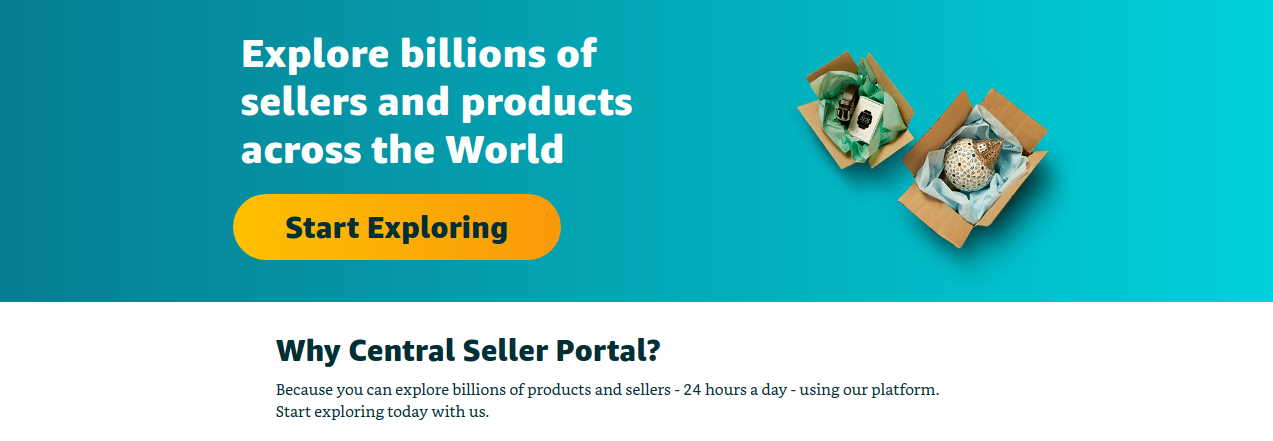 Explore billions of
sellers and products
across the World
Start Exploring
Why Central Seller Portal?
Because you can explore billions of products and sellers - 24 hours a day - using our platform.
Start exploring today with us.